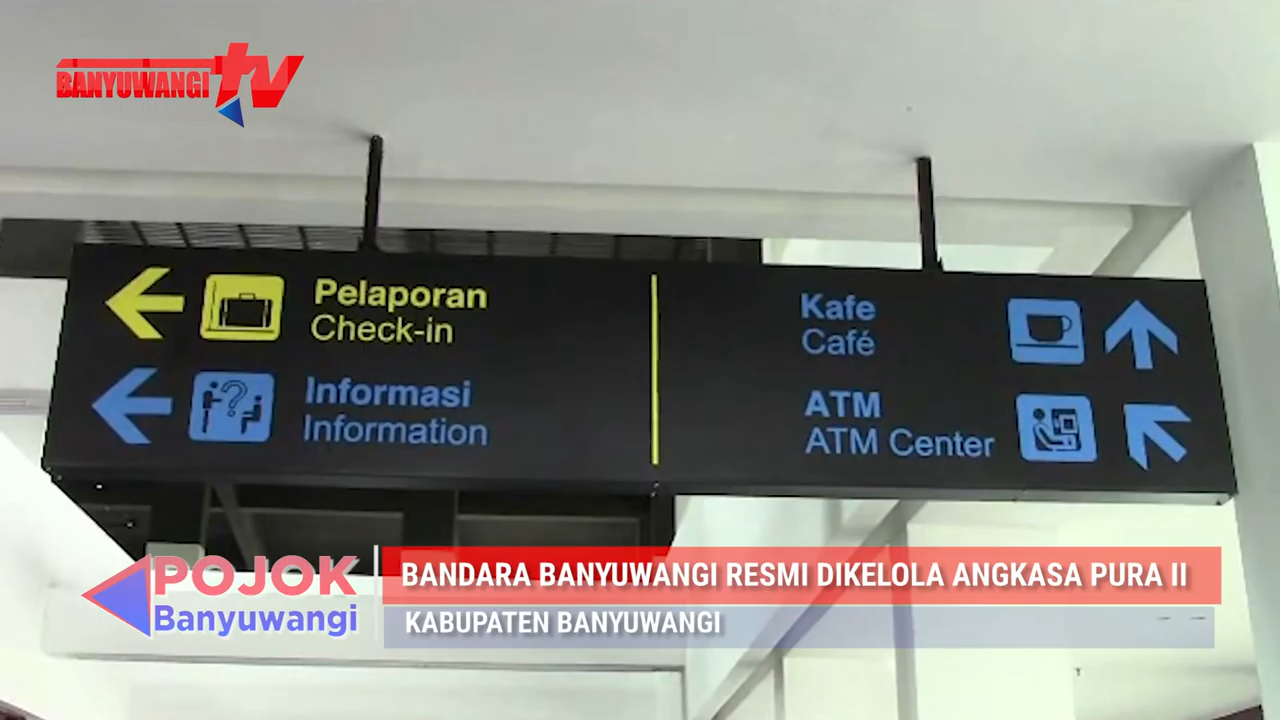 BANYUWANGI tv
Pelaporan
Check-in
Informasi
Information
Kafe
Café
ATM
ATM Center
POJOK
Banyuwangi
BANDARA BANYUWANGI RESMI DIKELOLA ANGKASA PURA II
KABUPATEN BANYUWANGI